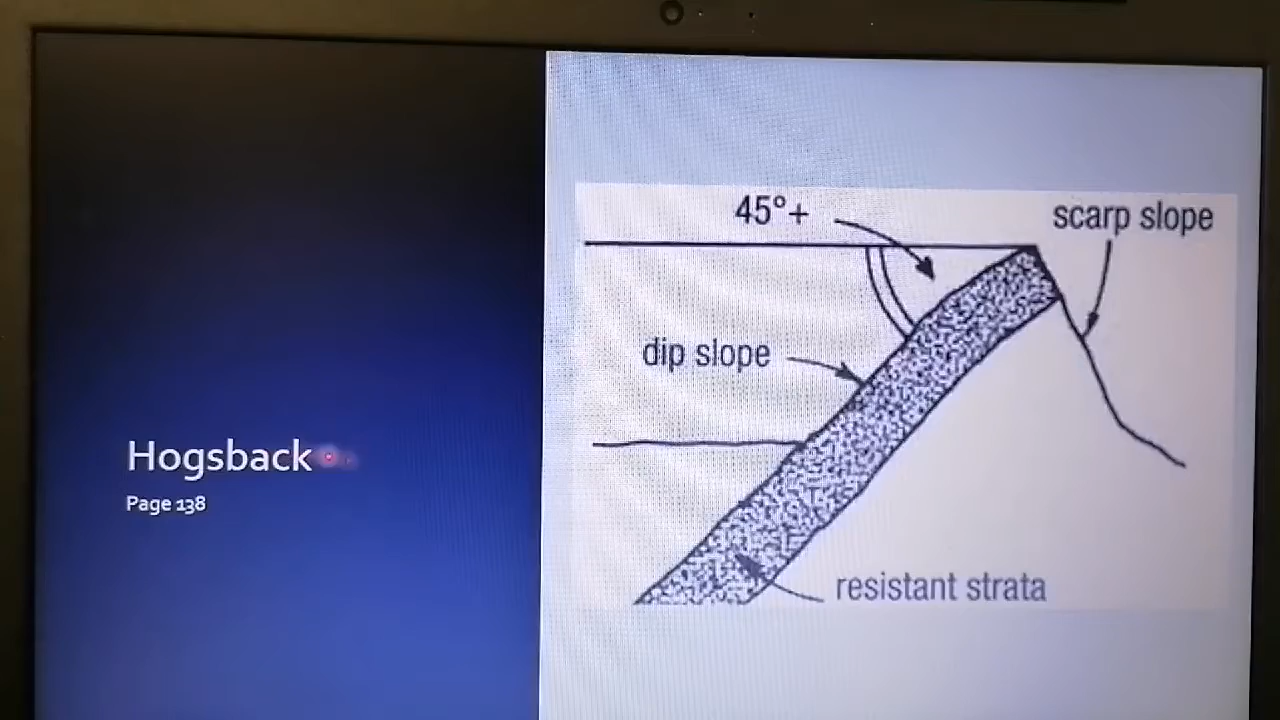 Hogsback
Page 138
45°+
scarp slope
dip slope
resistant strata